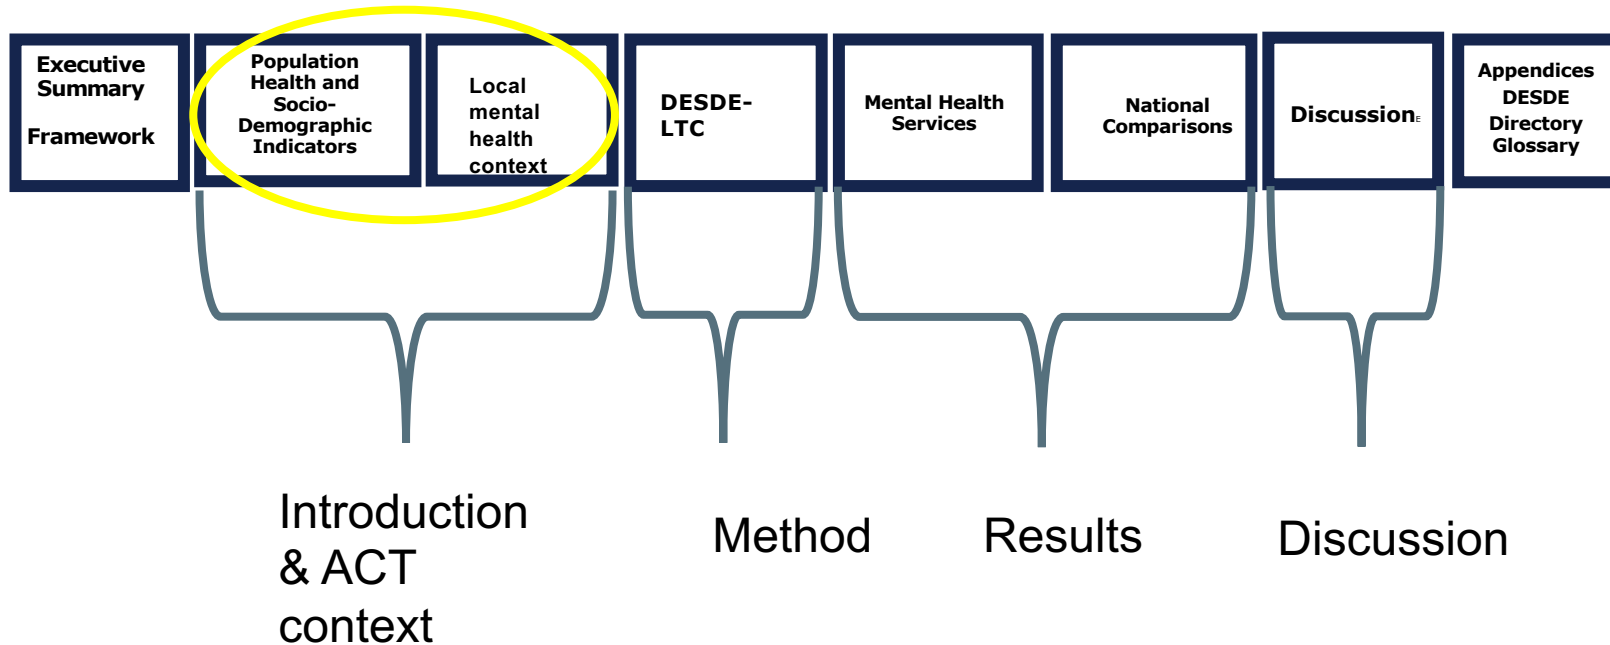 Executive
Summary
Framework
Population
Health and
Socio-
Demographic
Indicators
Local
mental
health
context
DESDE-
LTC
Mental Health
Services
National
Comparisons
DiscussionE
Appendices
DESDE
Directory
Glossary
Introduction
& ACT
context
Method
Results
Discussion